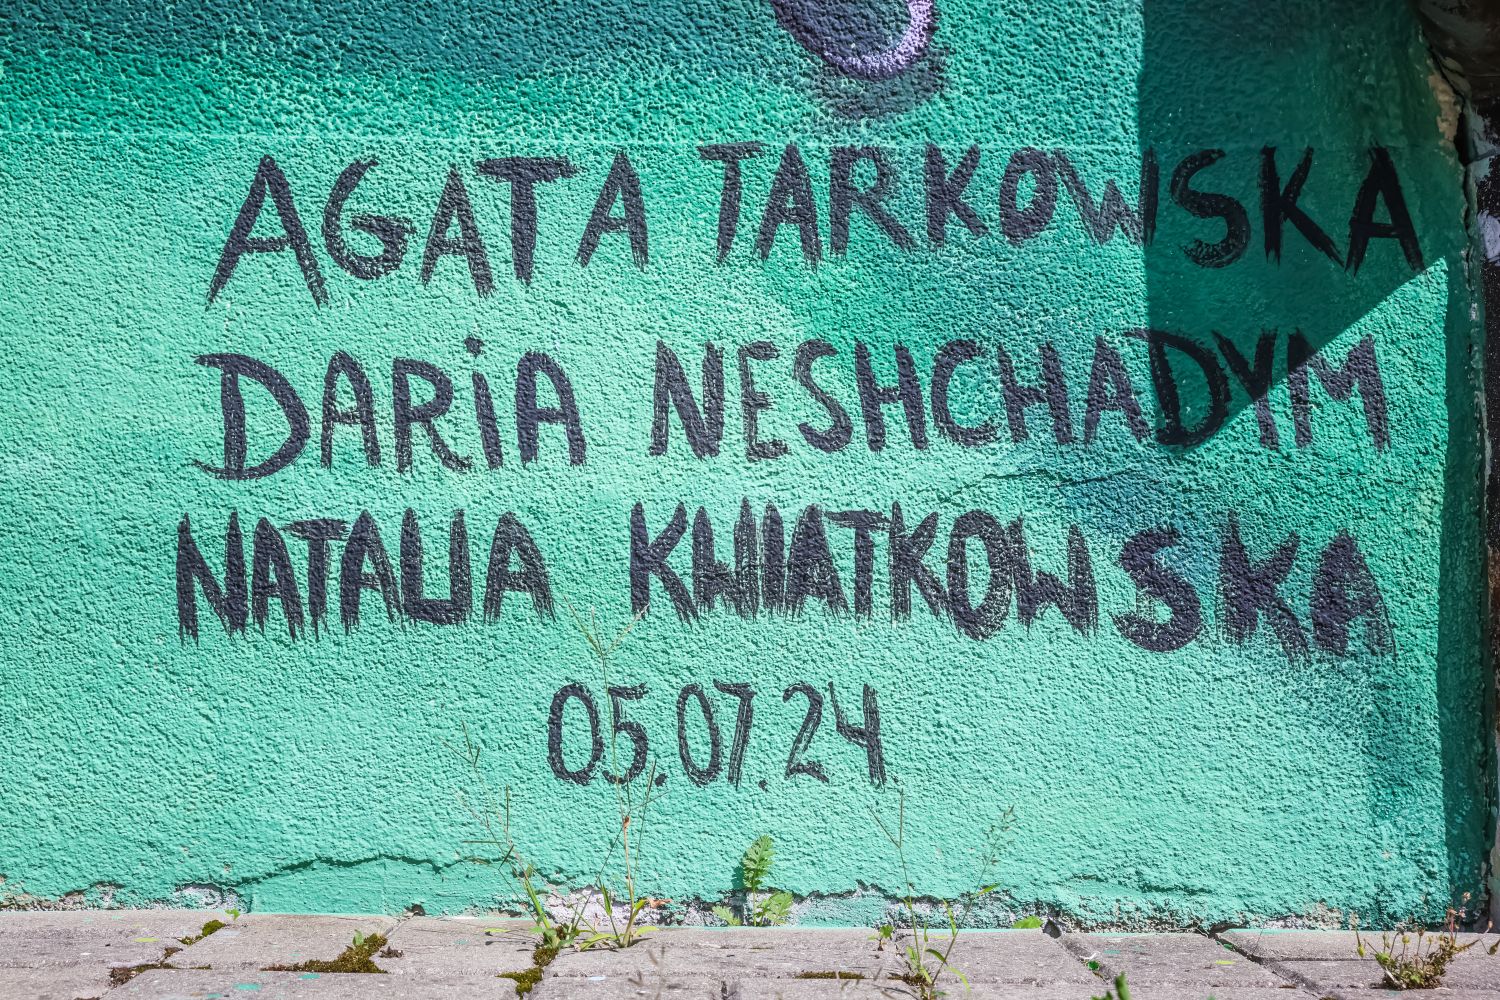 AGATA TARKOWSKA
DARiA NESHCHADYM
NATALIA KWIATKOWSKA
05.07.24